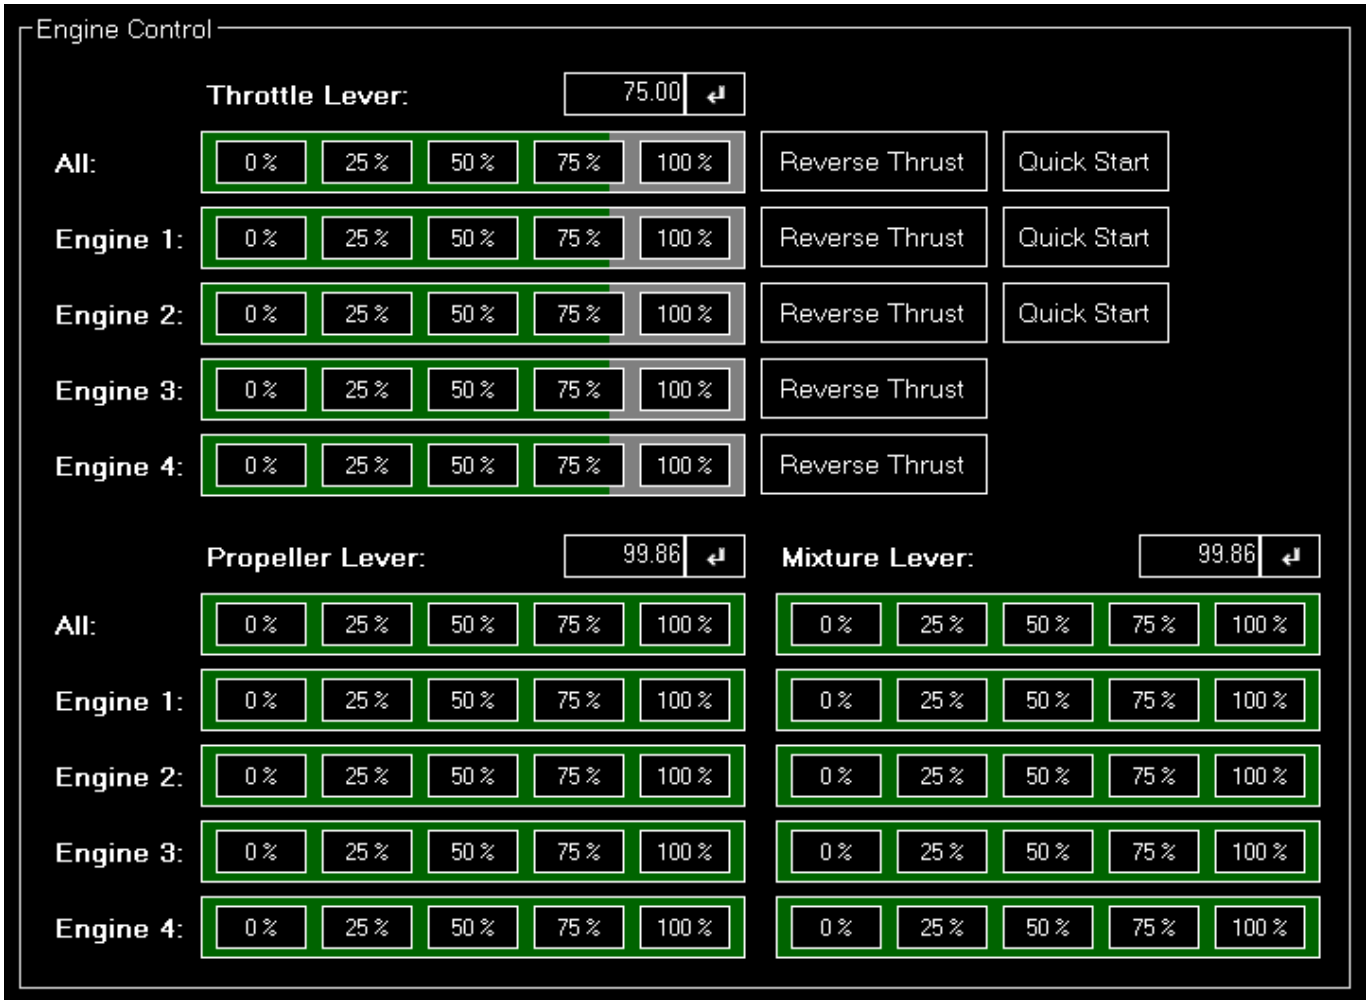 Engine Control
Throttle Lever: 75.00
All: 0 % 25 % 50 % 75 % 100 % Reverse Thrust Quick Start
Engine 1: 0 % 25 % 50 % 75 % 100 % Reverse Thrust Quick Start
Engine 2: 0 % 25 % 50 % 75 % 100 % Reverse Thrust Quick Start
Engine 3: 0 % 25 % 50 % 75 % 100 % Reverse Thrust
Engine 4: 0 % 25 % 50 % 75 % 100 % Reverse Thrust
Propeller Lever: 99.86 Mixture Lever: 99.86
All: 0 % 25 % 50 % 75 % 100 % 0 % 25 % 50 % 75 % 100 %
Engine 1: 0 % 25 % 50 % 75 % 100 % 0 % 25 % 50 % 75 % 100 %
Engine 2: 0 % 25 % 50 % 75 % 100 % 0 % 25 % 50 % 75 % 100 %
Engine 3: 0 % 25 % 50 % 75 % 100 % 0 % 25 % 50 % 75 % 100 %
Engine 4: 0 % 25 % 50 % 75 % 100 % 0 % 25 % 50 % 75 % 100 %